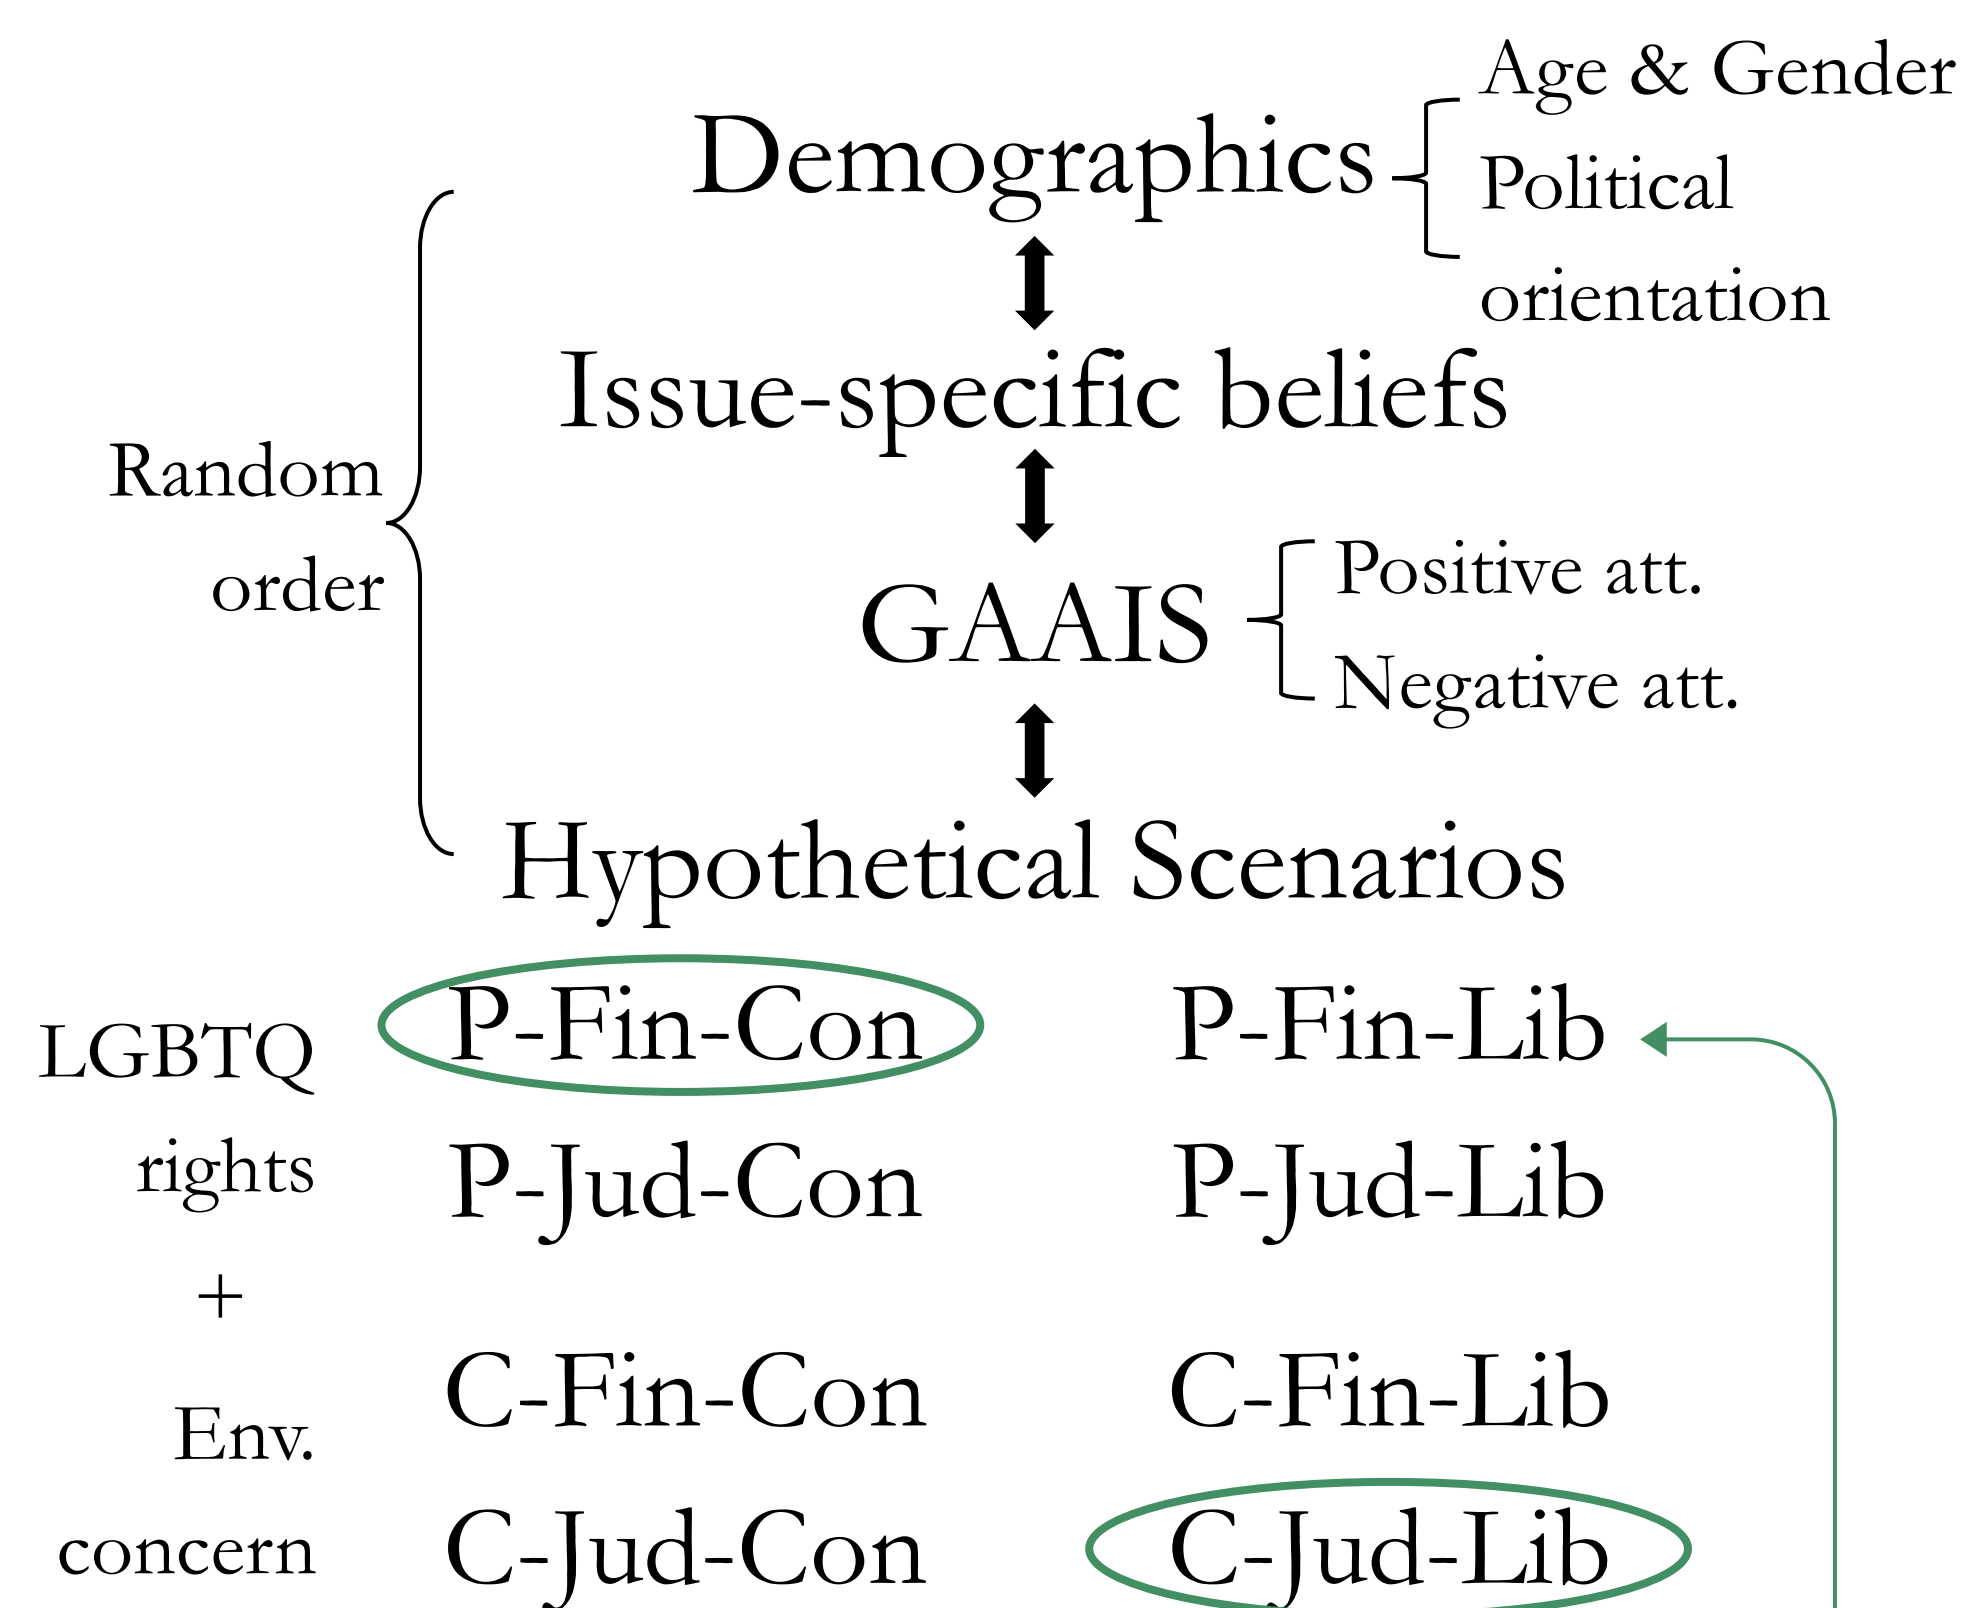 Age & Gender
Demographics
Political
orientation
Issue-specific beliefs
Random
order
Positive att.
GAAIS
Negative att.
Hypothetical Scenarios
P-Fin-Con P-Fin-Lib
LGBTQ
rights
P-Jud-Con P-Jud-Lib
+
C-Fin-Con C-Fin-Lib
Env.
concern
C-Jud-Con C-Jud-Lib